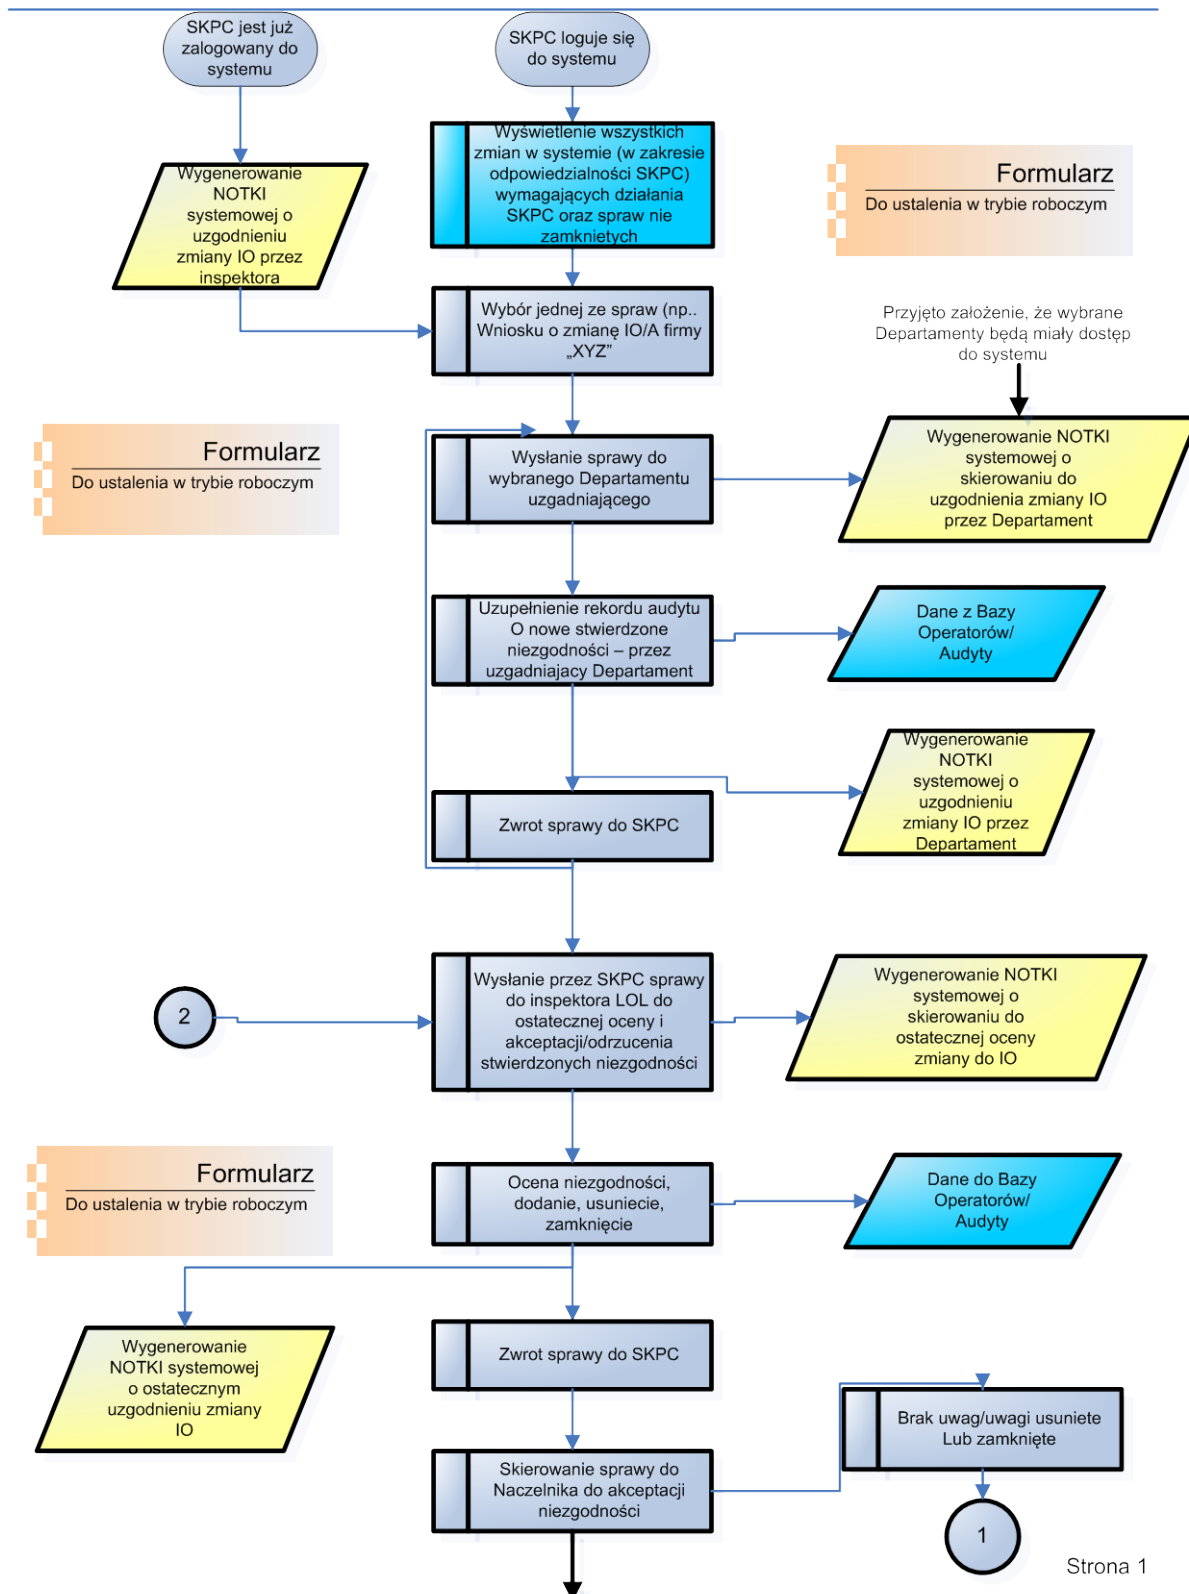 SKPC jest już
zalogowany do
systemu
SKPC loguje się
do systemu
Wyświetlenie wszystkich
zmian w systemie (w zakresie
odpowiedzialności SKPC)
wymagających działania
SKPC oraz spraw nie
zamkniętych
Wygenerowanie
NOTKI
systemowej o
uzgodnieniu
zmiany IO przez
inspektora
Formularz
Do ustalenia w trybie roboczym
Wybór jednej ze spraw (np..
Wniosku o zmianę IO/A firmy
„XYZ”
Przyjęto założenie, że wybrane
Departamenty będą miały dostęp
do systemu
Formularz
Do ustalenia w trybie roboczym
Wysłanie sprawy do
wybranego Departamentu
uzgadniającego
Wygenerowanie NOTKI
systemowej o
skierowaniu do
uzgodnienia zmiany IO
przez Departament
Uzupełnienie rekordu audytu
O nowe stwierdzone
niezgodności – przez
uzgadniajacy Departament
Dane z Bazy
Operatorów/
Audyty
Wygenerowanie
NOTKI
systemowej o
uzgodnieniu
zmiany IO przez
Departament
Zwrot sprawy do SKPC
2
Wysłanie przez SKPC sprawy
do inspektora LOL do
ostatecznej oceny i
akceptacji/odrzucenia
stwierdzonych niezgodności
Wygenerowanie NOTKI
systemowej o
skierowaniu do
ostatecznej oceny
zmiany do IO
Formularz
Do ustalenia w trybie roboczym
Ocena niezgodności,
dodanie, usuniecie,
zamknięcie
Dane do Bazy
Operatorów/
Audyty
Wygenerowanie
NOTKI systemowej
o ostatecznym
uzgodnieniu zmiany
IO
Zwrot sprawy do SKPC
Brak uwag/uwagi usuniete
Lub zamknięte
Skierowanie sprawy do
Naczelnika do akceptacji
niezgodności
1
Strona 1